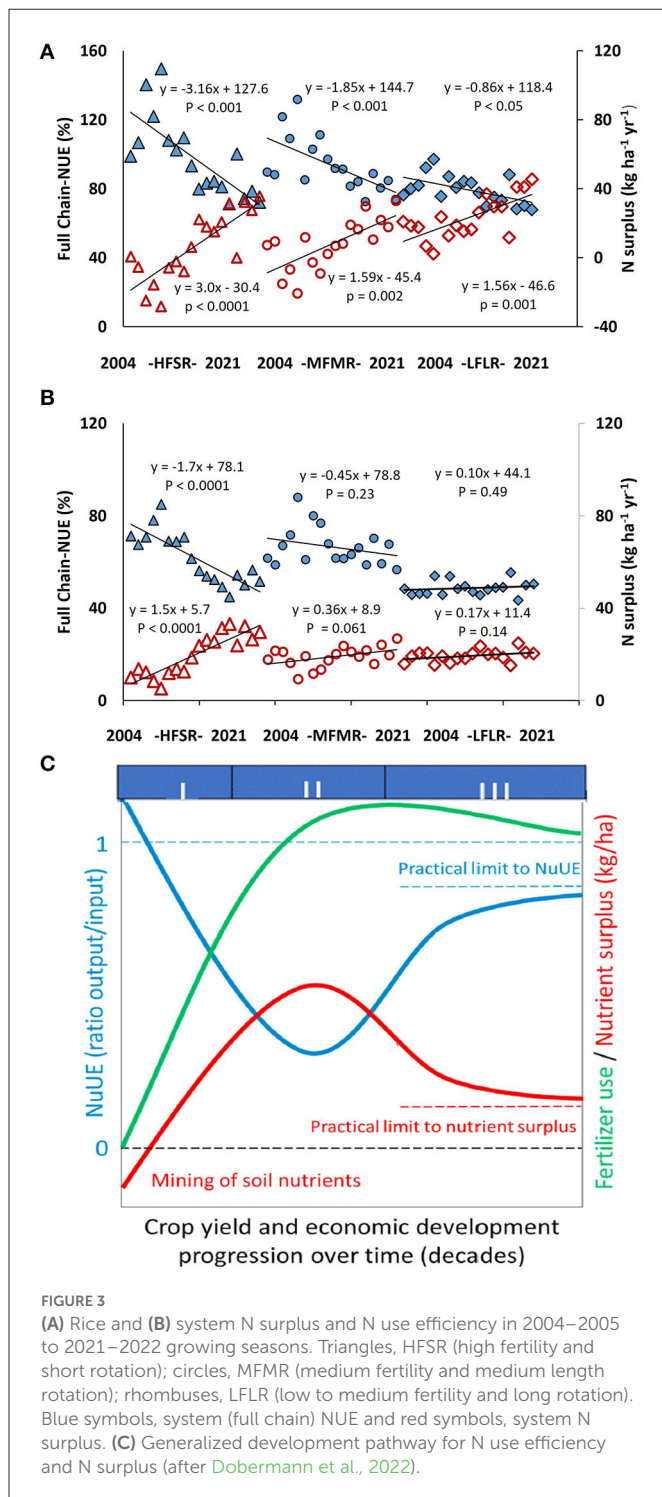 A
160
120
80
40
0
Full Chain-NUE (%)
120
80
40
0
-40
N surplus (kg ha⁻¹ yr⁻¹)
y = -3.16x + 127.6
P < 0.001
y = -1.85x + 144.7
P < 0.001
y = -0.86x + 118.4
P < 0.05
y = 3.0x - 30.4
p < 0.0001
y = 1.59x - 45.4
p = 0.002
y = 1.56x - 46.6
p = 0.001
2004 -HFSR- 2021 2004 -MFMR- 2021 2004 -LFLR- 2021
B
120
80
40
0
Full Chain-NUE (%)
120
80
40
0
N surplus (kg ha⁻¹ yr⁻¹)
y = -1.7x + 78.1
P < 0.0001
y = -0.45x + 78.8
P = 0.23
y = 0.10x + 44.1
P = 0.49
y = 1.5x + 5.7
P < 0.0001
y = 0.36x + 8.9
P = 0.061
y = 0.17x + 11.4
P = 0.14
2004 -HFSR- 2021 2004 -MFMR- 2021 2004 -LFLR- 2021
C
I II III
1
0
NuUE (ratio output/input)
Practical limit to NuUE
Practical limit to nutrient surplus
Mining of soil nutrients
Fertilizer use / Nutrient surplus (kg/ha)
Crop yield and economic development
progression over time (decades)
FIGURE 3
(A) Rice and (B) system N surplus and N use efficiency in 2004–2005
to 2021–2022 growing seasons. Triangles, HFSR (high fertility and
short rotation); circles, MFMR (medium fertility and medium length
rotation); rhombuses, LFLR (low to medium fertility and long rotation).
Blue symbols, system (full chain) NUE and red symbols, system N
surplus. (C) Generalized development pathway for N use efficiency
and N surplus (after Dobermann et al., 2022).